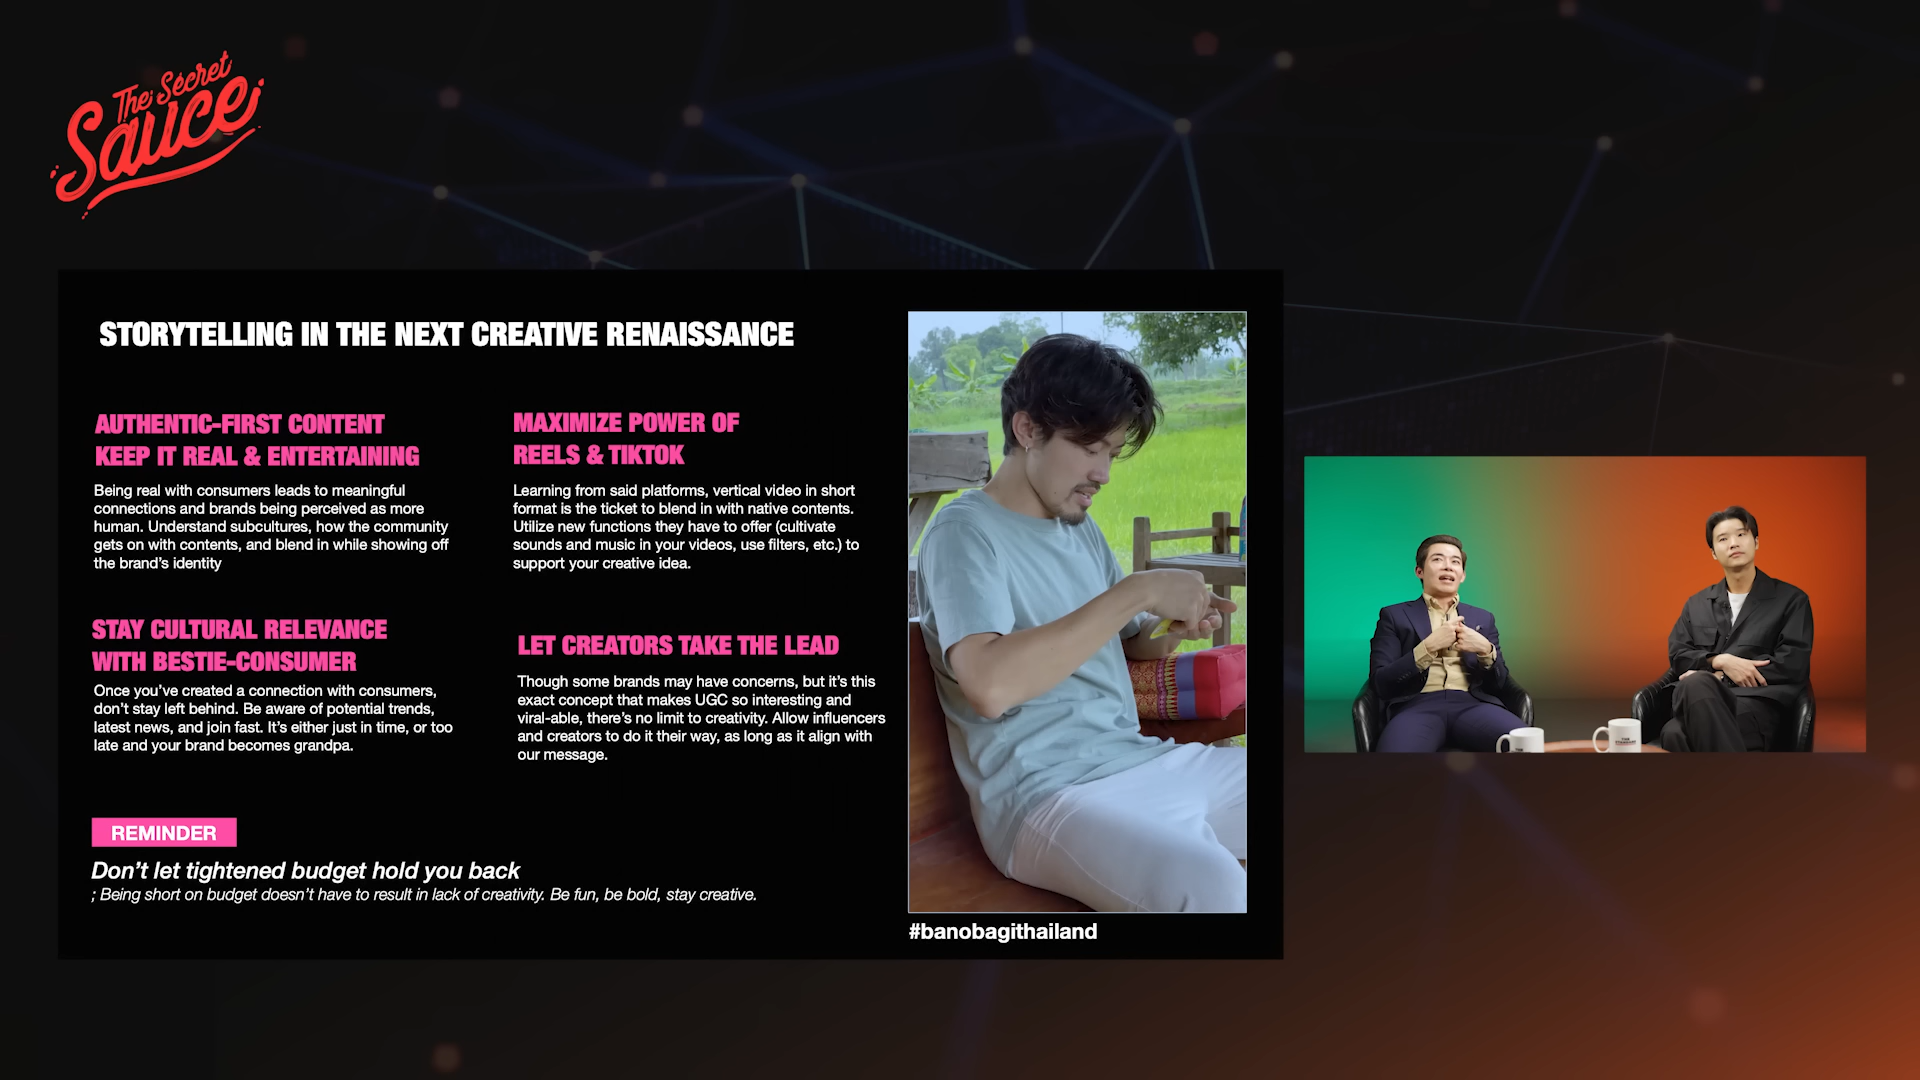 The Secret
Sauce
STORYTELLING IN THE NEXT CREATIVE RENAISSANCE
AUTHENTIC-FIRST CONTENT
KEEP IT REAL & ENTERTAINING
Being real with consumers leads to meaningful
connections and brands being perceived as more
human. Understand subcultures, how the community
gets on with contents, and blend in while showing off
the brand's identity
MAXIMIZE POWER OF
REELS & TIKTOK
Learning from said platforms, vertical video in short
format is the ticket to blend in with native contents.
Utilize new functions they have to offer (cultivate
sounds and music in your videos, use filters, etc.) to
support your creative idea.
STAY CULTURAL RELEVANCE
WITH BESTIE-CONSUMER
Once you've created a connection with consumers,
don't stay left behind. Be aware of potential trends,
latest news, and join fast. It's either just in time, or too
late and your brand becomes grandpa.
LET CREATORS TAKE THE LEAD
Though some brands may have concerns, but it's this
exact concept that makes UGC so interesting and
viral-able, there's no limit to creativity. Allow influencers
and creators to do it their way, as long as it align with
our message.
REMINDER
Don't let tightened budget hold you back
; Being short on budget doesn't have to result in lack of creativity. Be fun, be bold, stay creative.
#banobagithailand